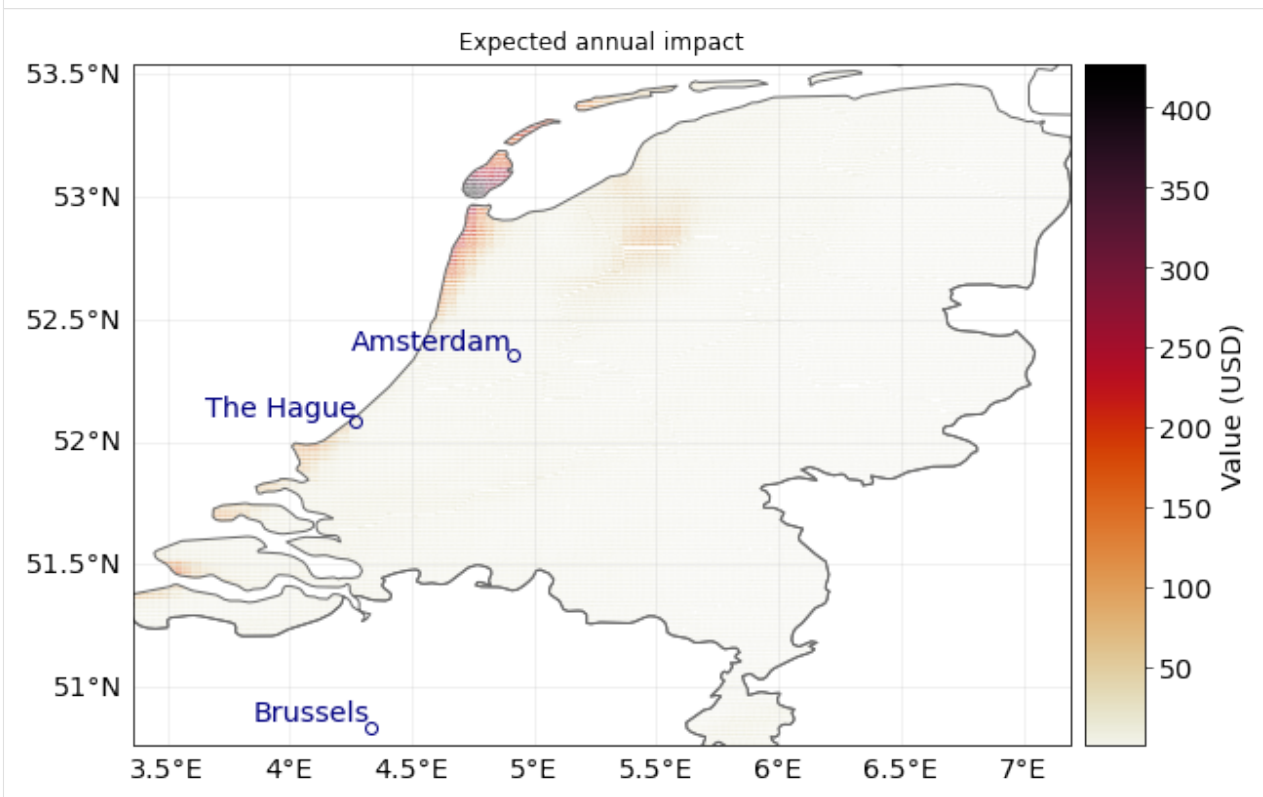 Expected annual impact
53.5°N
53°N
52.5°N
52°N
51.5°N
51°N
Amsterdam
The Hague
Brussels
3.5°E 4°E 4.5°E 5°E 5.5°E 6°E 6.5°E 7°E
400
350
300
250
200
150
100
50
Value (USD)